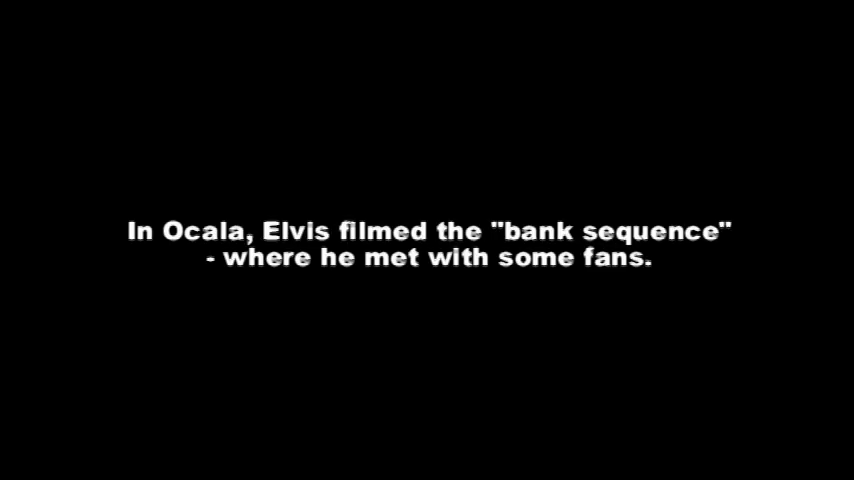 In Ocala, Elvis filmed the "bank sequence"
- where he met with some fans.